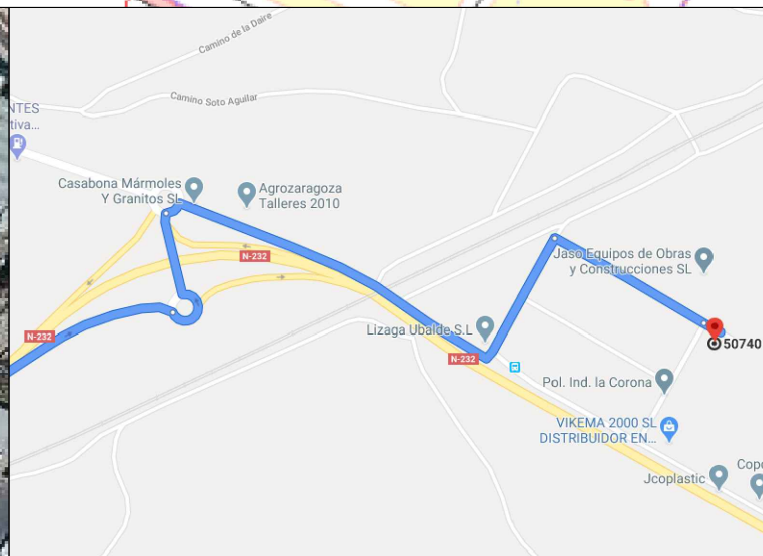 Camino de la Daire
Camino Soto Aguilar
NTES
tiva...
Casabona Mármoles
Y Granitos SL
Agrozaragoza
Talleres 2010
N-232
N-232
Jaso Equipos de Obras
y Construcciones SL
Lizaga Ubalde S.L
N-232
50740
Pol. Ind. la Corona
VIKEMA 2000 SL
DISTRIBUIDOR EN...
Jcoplastic
Copo